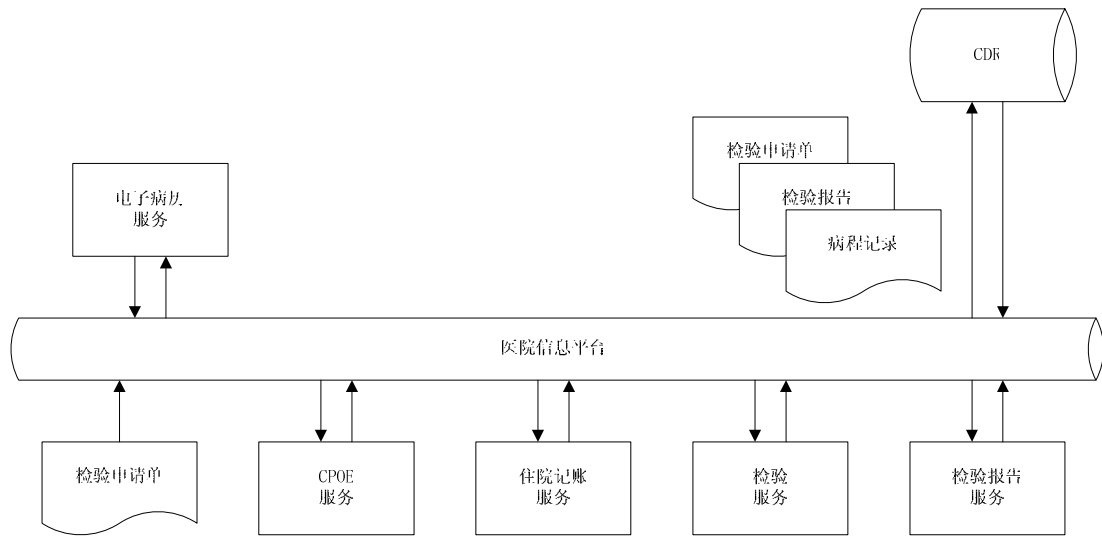 CDR
检验申请单
检验报告
病程记录
电子病历
服务
医院信息平台
检验申请单
CPOE
服务
住院记账
服务
检验
服务
检验报告
服务